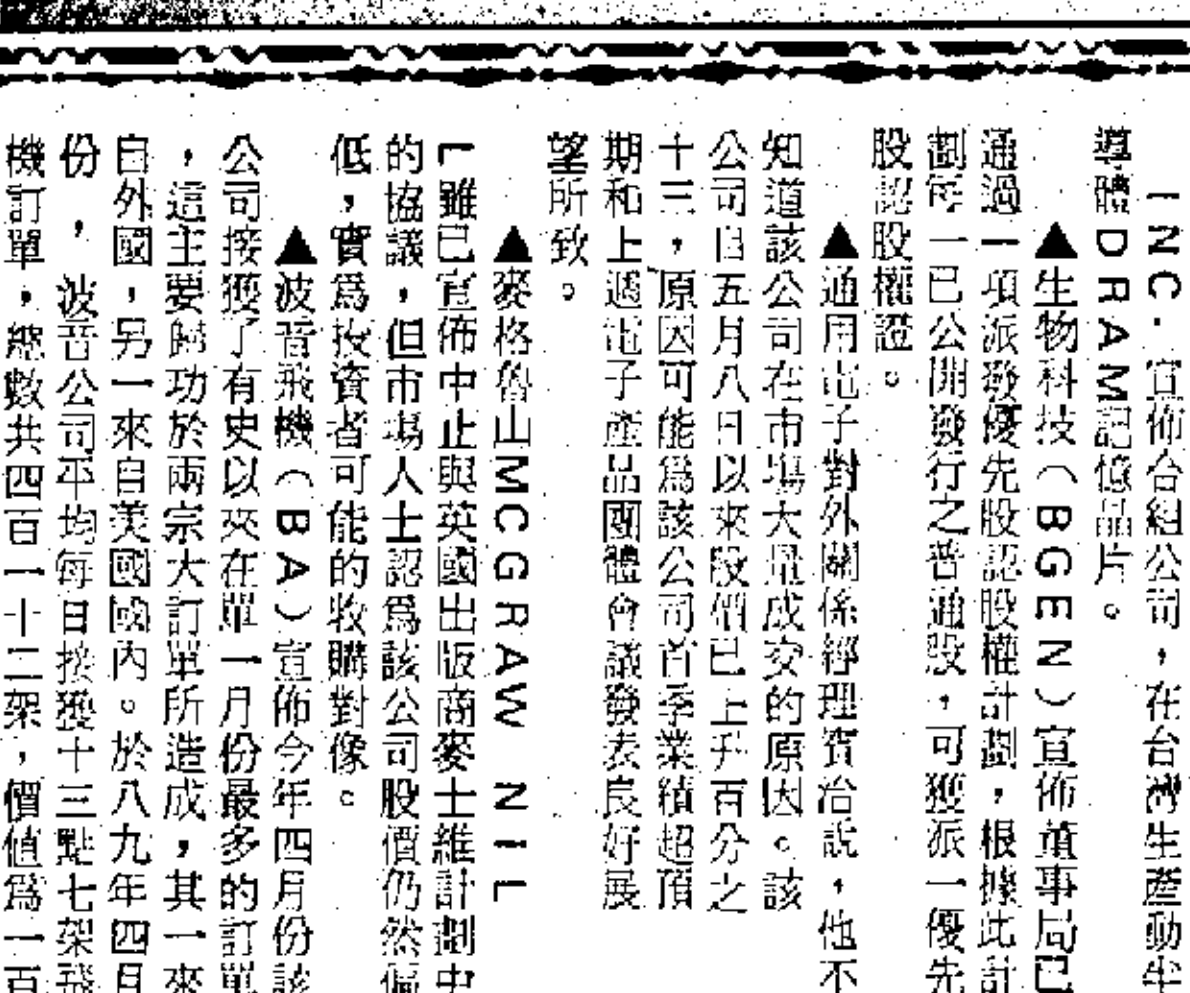 INC．宣佈合組公司，在台灣生產動半
導體DRAM記憶晶片。
▲生物科技（BGEN）宣佈董事局已
通過一項派發優先股認股權計劃，根據此計
劃每一已公開發行之普通股，可獲派一優先
股認股權證。
▲通用電子對外關係經理賀治說，他不
知道該公司在市場大量成交的原因。該
公司自五月八日以來股價已上升百分之
十三，原因可能爲該公司首季業績超預
期和上週電子產品團體會議發表良好展
望所致。
▲麥格魯山MCGRAW NIL
L雖已宣佈中止與英國出版商麥士維計劃中
的協議，但市場人士認爲該公司股價仍然偏
低，實爲投資者可能的收購對像。
▲波音飛機（BA）宣佈今年四月份該
公司接獲了有史以來在單一月份最多的訂單
，這主要歸功於兩宗大訂單所造成，其一來
自外國，另一來自美國國內。於八九年四月
份，波音公司平均每日接獲十三點七架飛
機訂單，總數共四百一十二架，價值爲一百